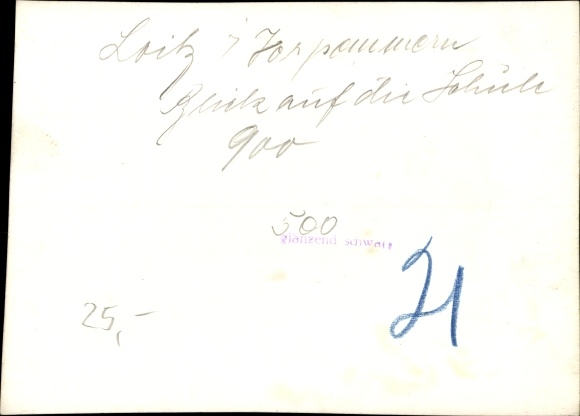 Loitz i Vorpommern
Blick auf die Schule
900
500
glänzend schwarz
25,-
21